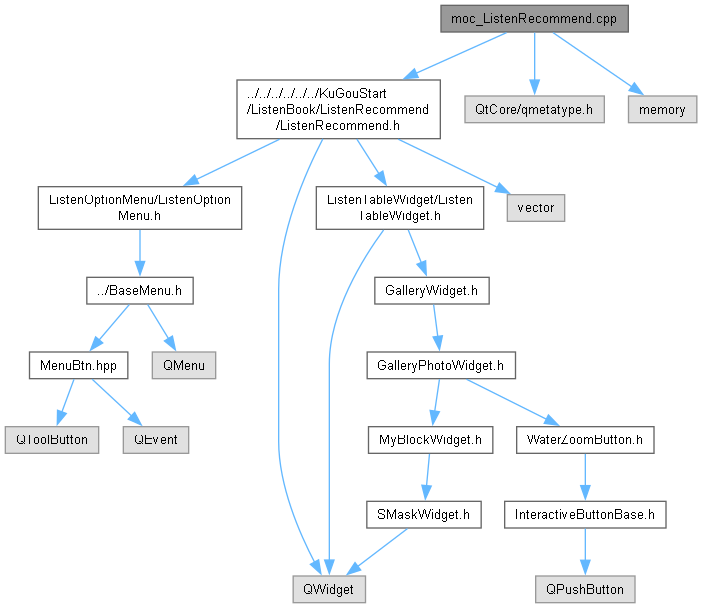 moc_ListenRecommend.cpp
../../../../../../KuGouStart
/ListenBook/ListenRecommend
/ListenRecommend.h
QtCore/qmetatype.h
memory
ListenOptionMenu/ListenOption
Menu.h
ListenTableWidget/Listen
TableWidget.h
vector
../BaseMenu.h
GalleryWidget.h
MenuBtn.hpp
QMenu
GalleryPhotoWidget.h
QToolButton
QEvent
MyBlockWidget.h
WaterZoomButton.h
SMaskWidget.h
InteractiveButtonBase.h
QWidget
QPushButton